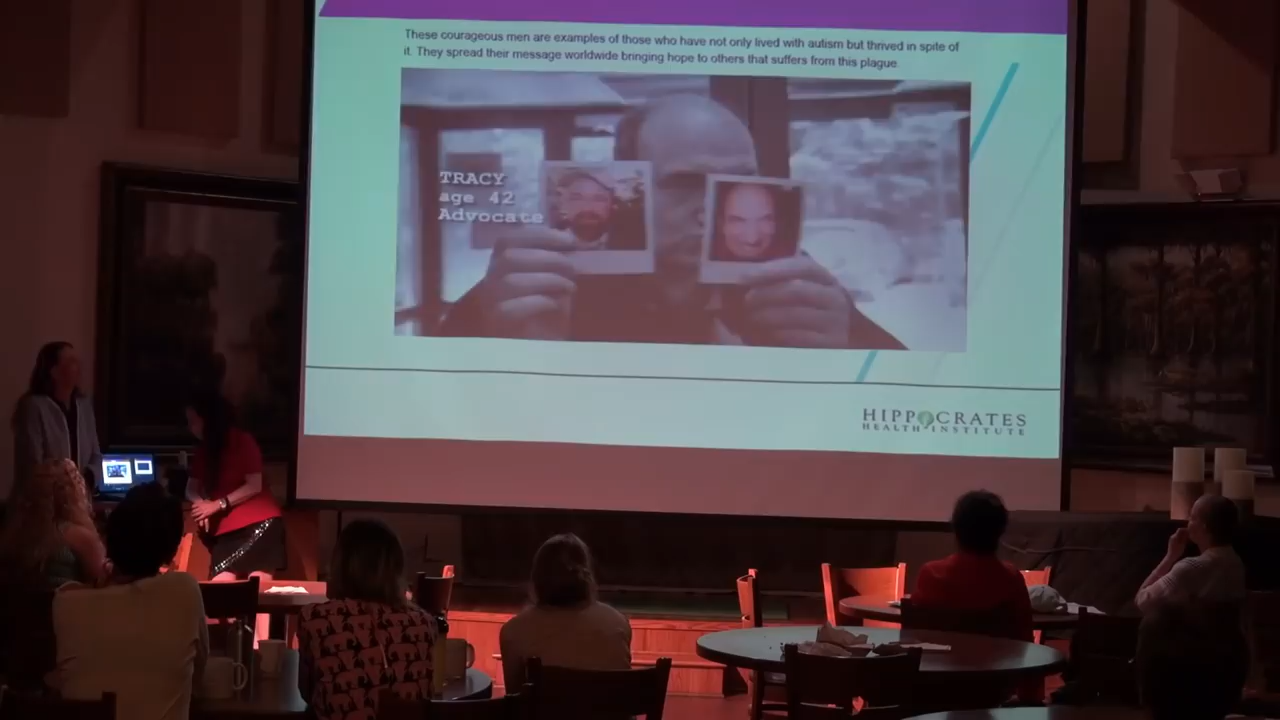 These courageous men are examples of those who have not only lived with autism but thrived in spite of
it. They spread their message worldwide bringing hope to others that suffers from this plague.
TRACY
age 42
Advocate
HIPPOCRATES
HEALTH INSTITUTE